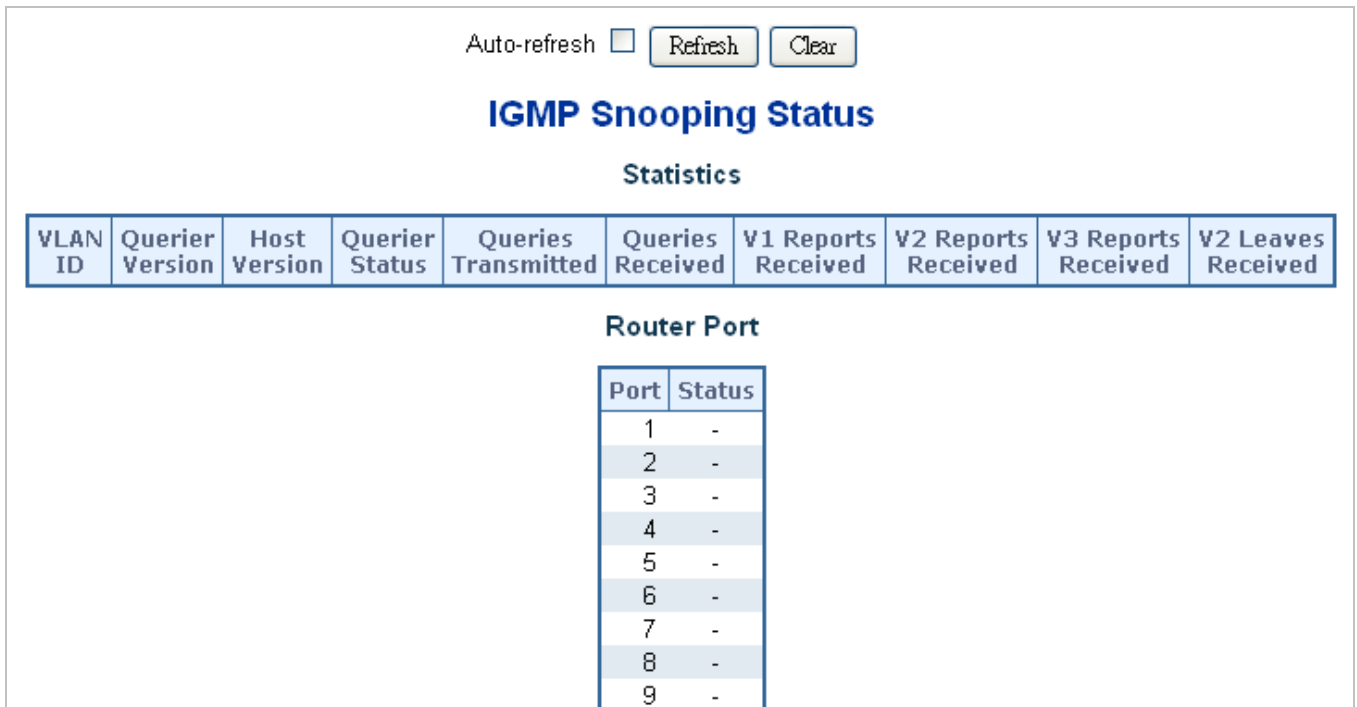 Auto-refresh Refresh Clear
IGMP Snooping Status
Statistics
VLAN ID Querier Version Host Version Querier Status Queries Transmitted Queries Received V1 Reports Received V2 Reports Received V3 Reports Received V2 Leaves Received
Router Port
Port Status
1 -
2 -
3 -
4 -
5 -
6 -
7 -
8 -
9 -